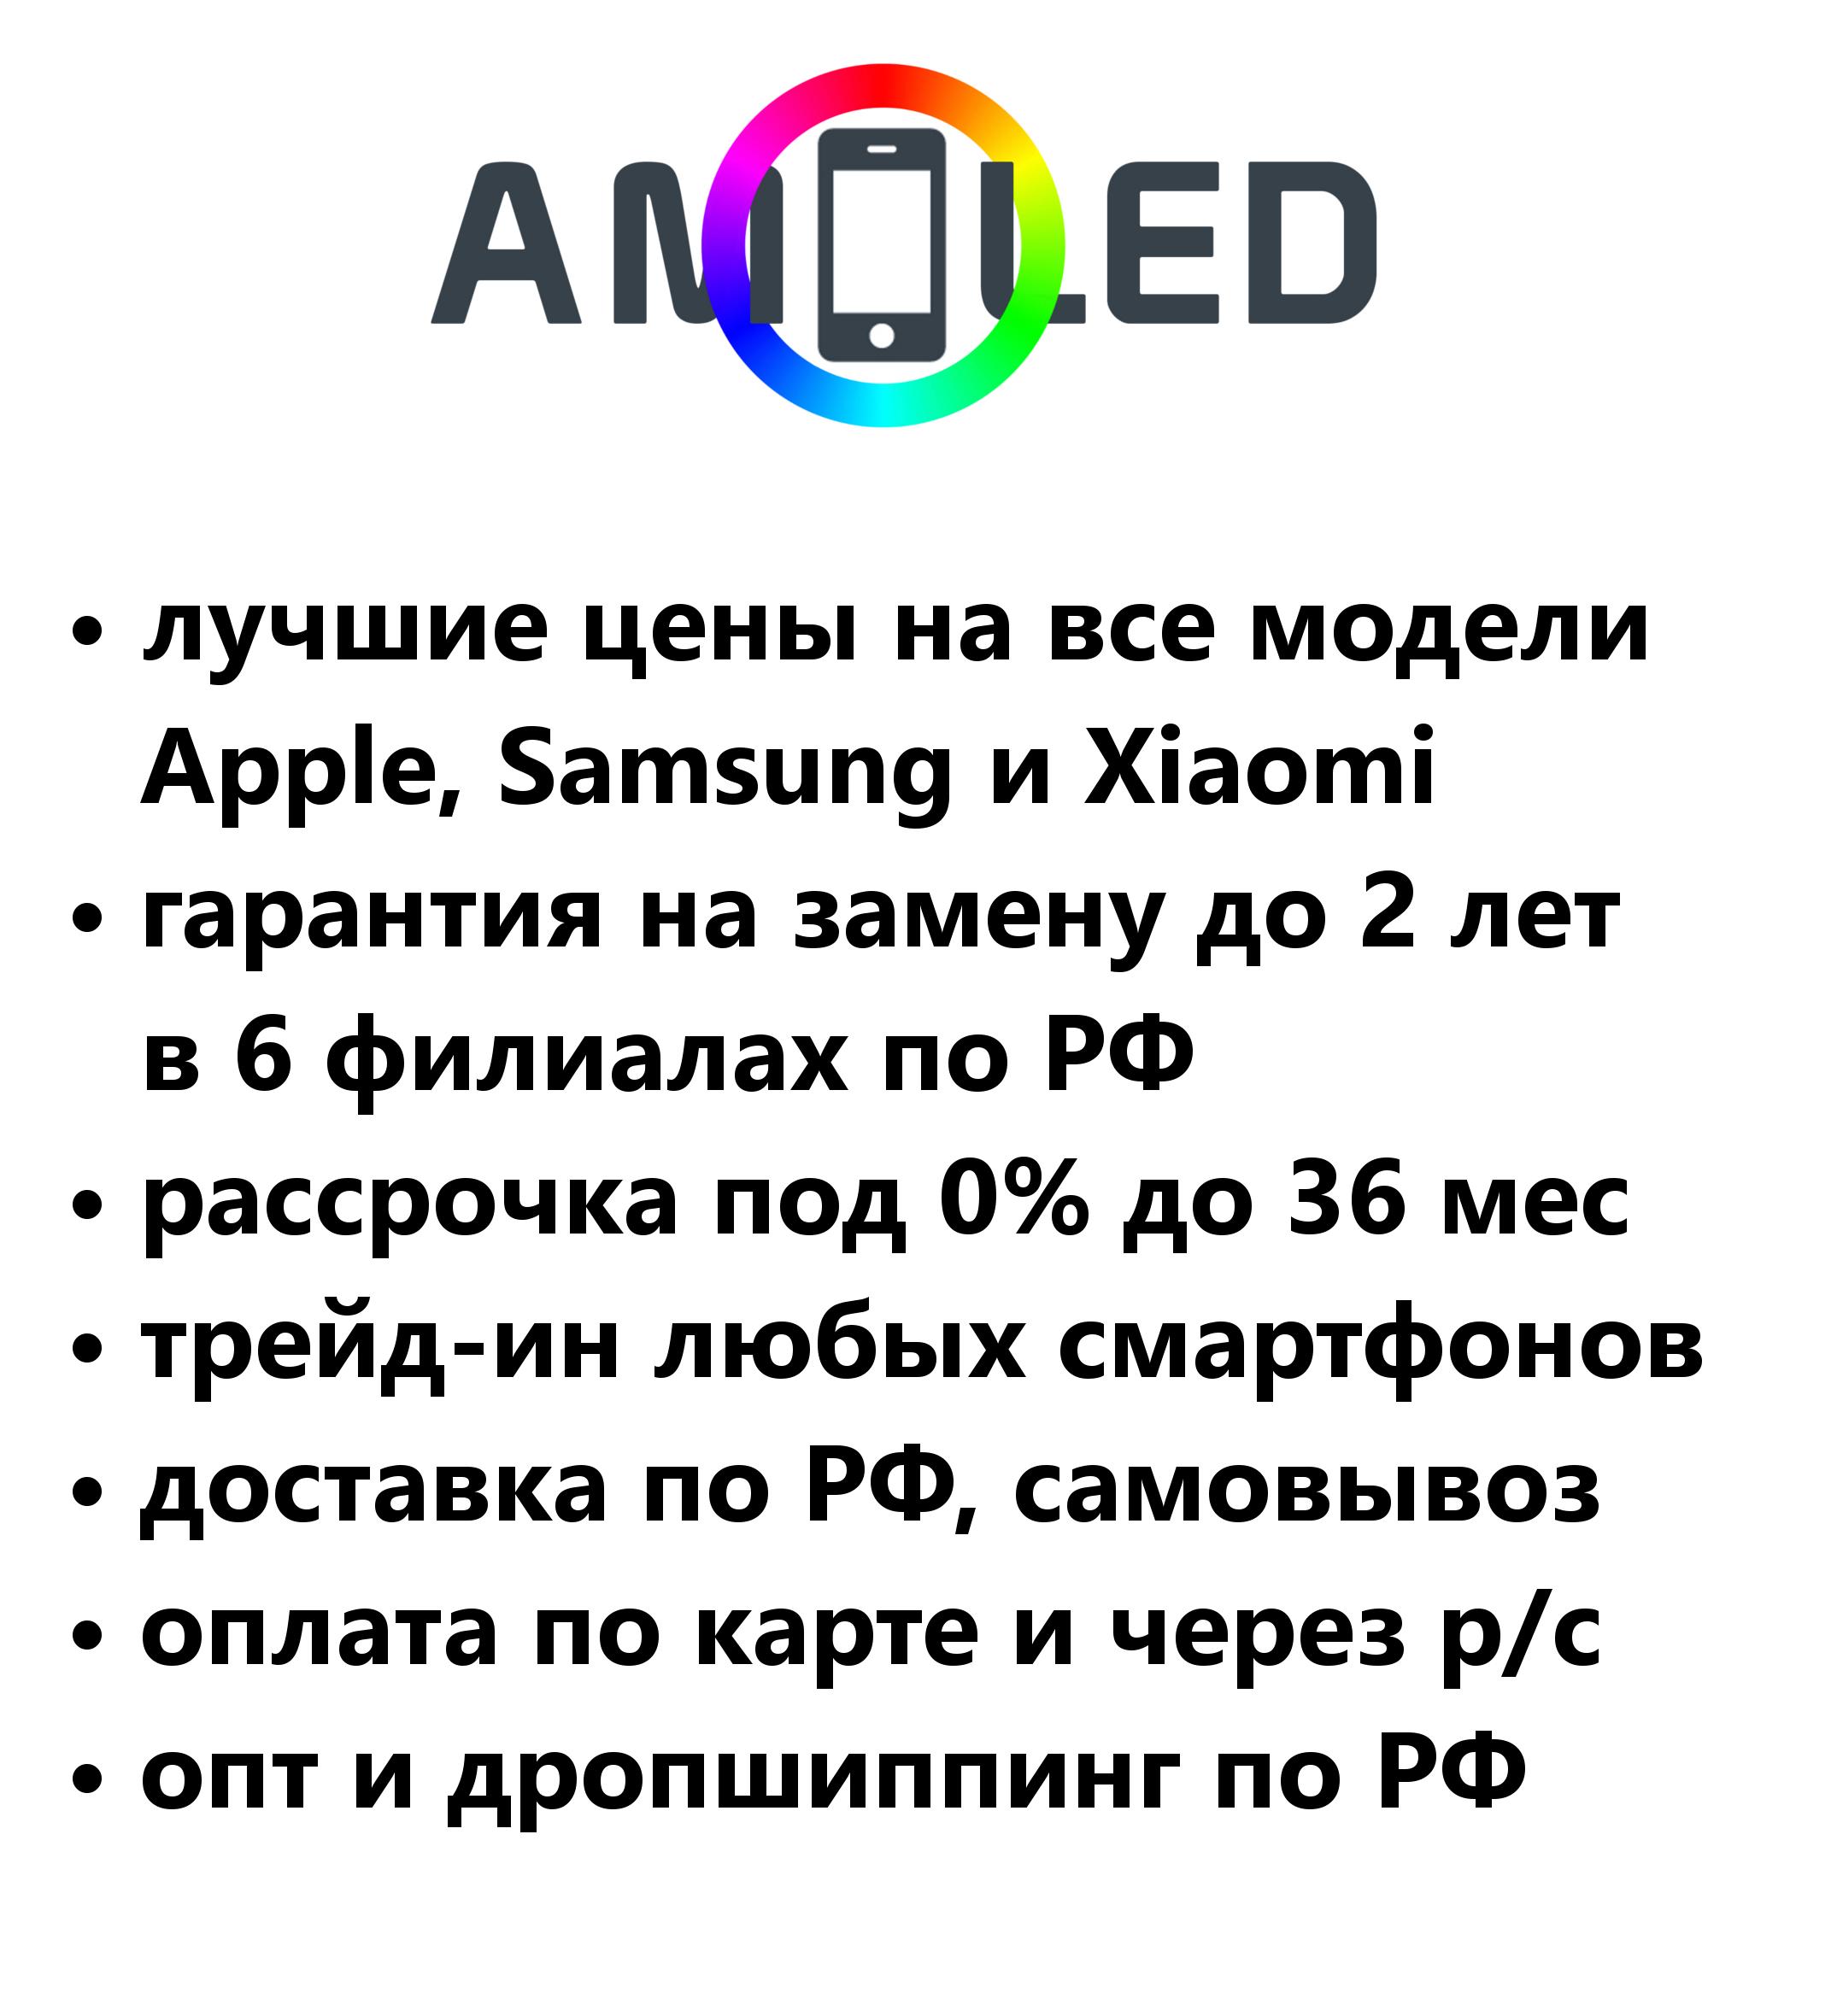 AMOLED
• лучшие цены на все модели
Apple, Samsung и Xiaomi
• гарантия на замену до 2 лет
в 6 филиалах по РФ
• рассрочка под 0% до 36 мес
• трейд-ин любых смартфонов
• доставка по РФ, самовывоз
• оплата по карте и через р/с
• опт и дропшиппинг по РФ